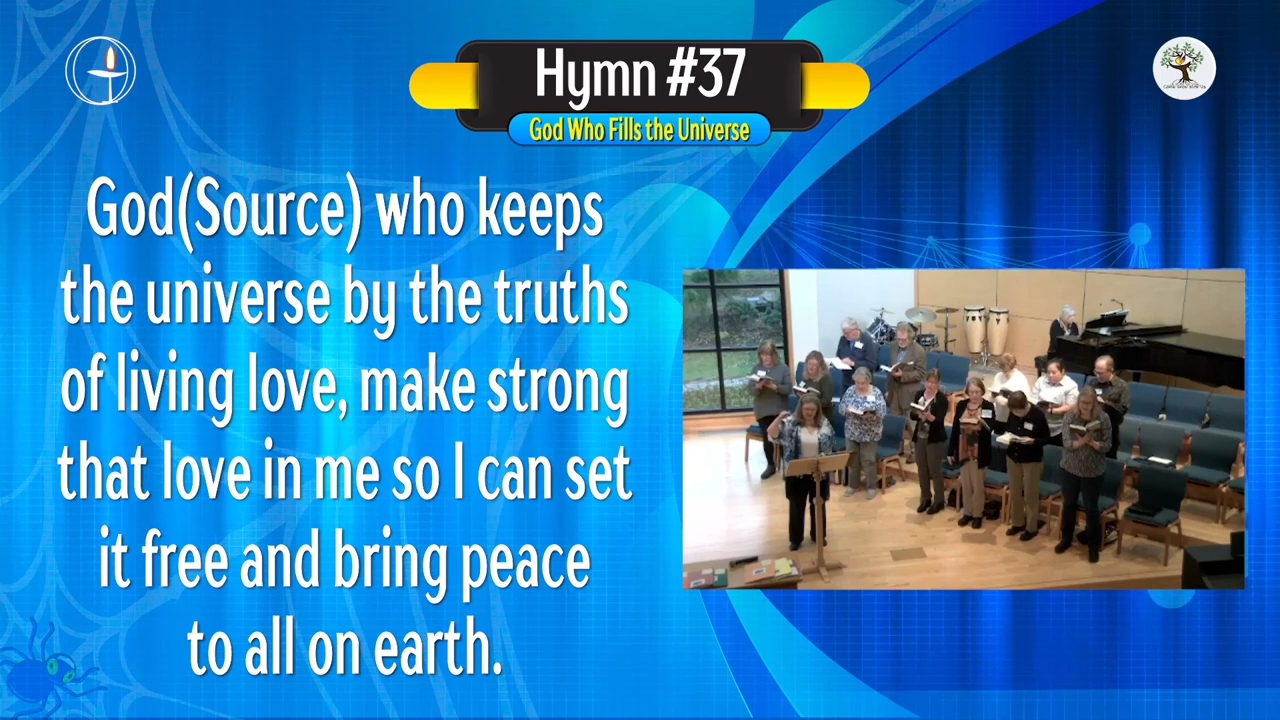 Hymn #37
God Who Fills the Universe
God(Source) who keeps
the universe by the truths
of living love, make strong
that love in me so I can set
it free and bring peace
to all on earth.